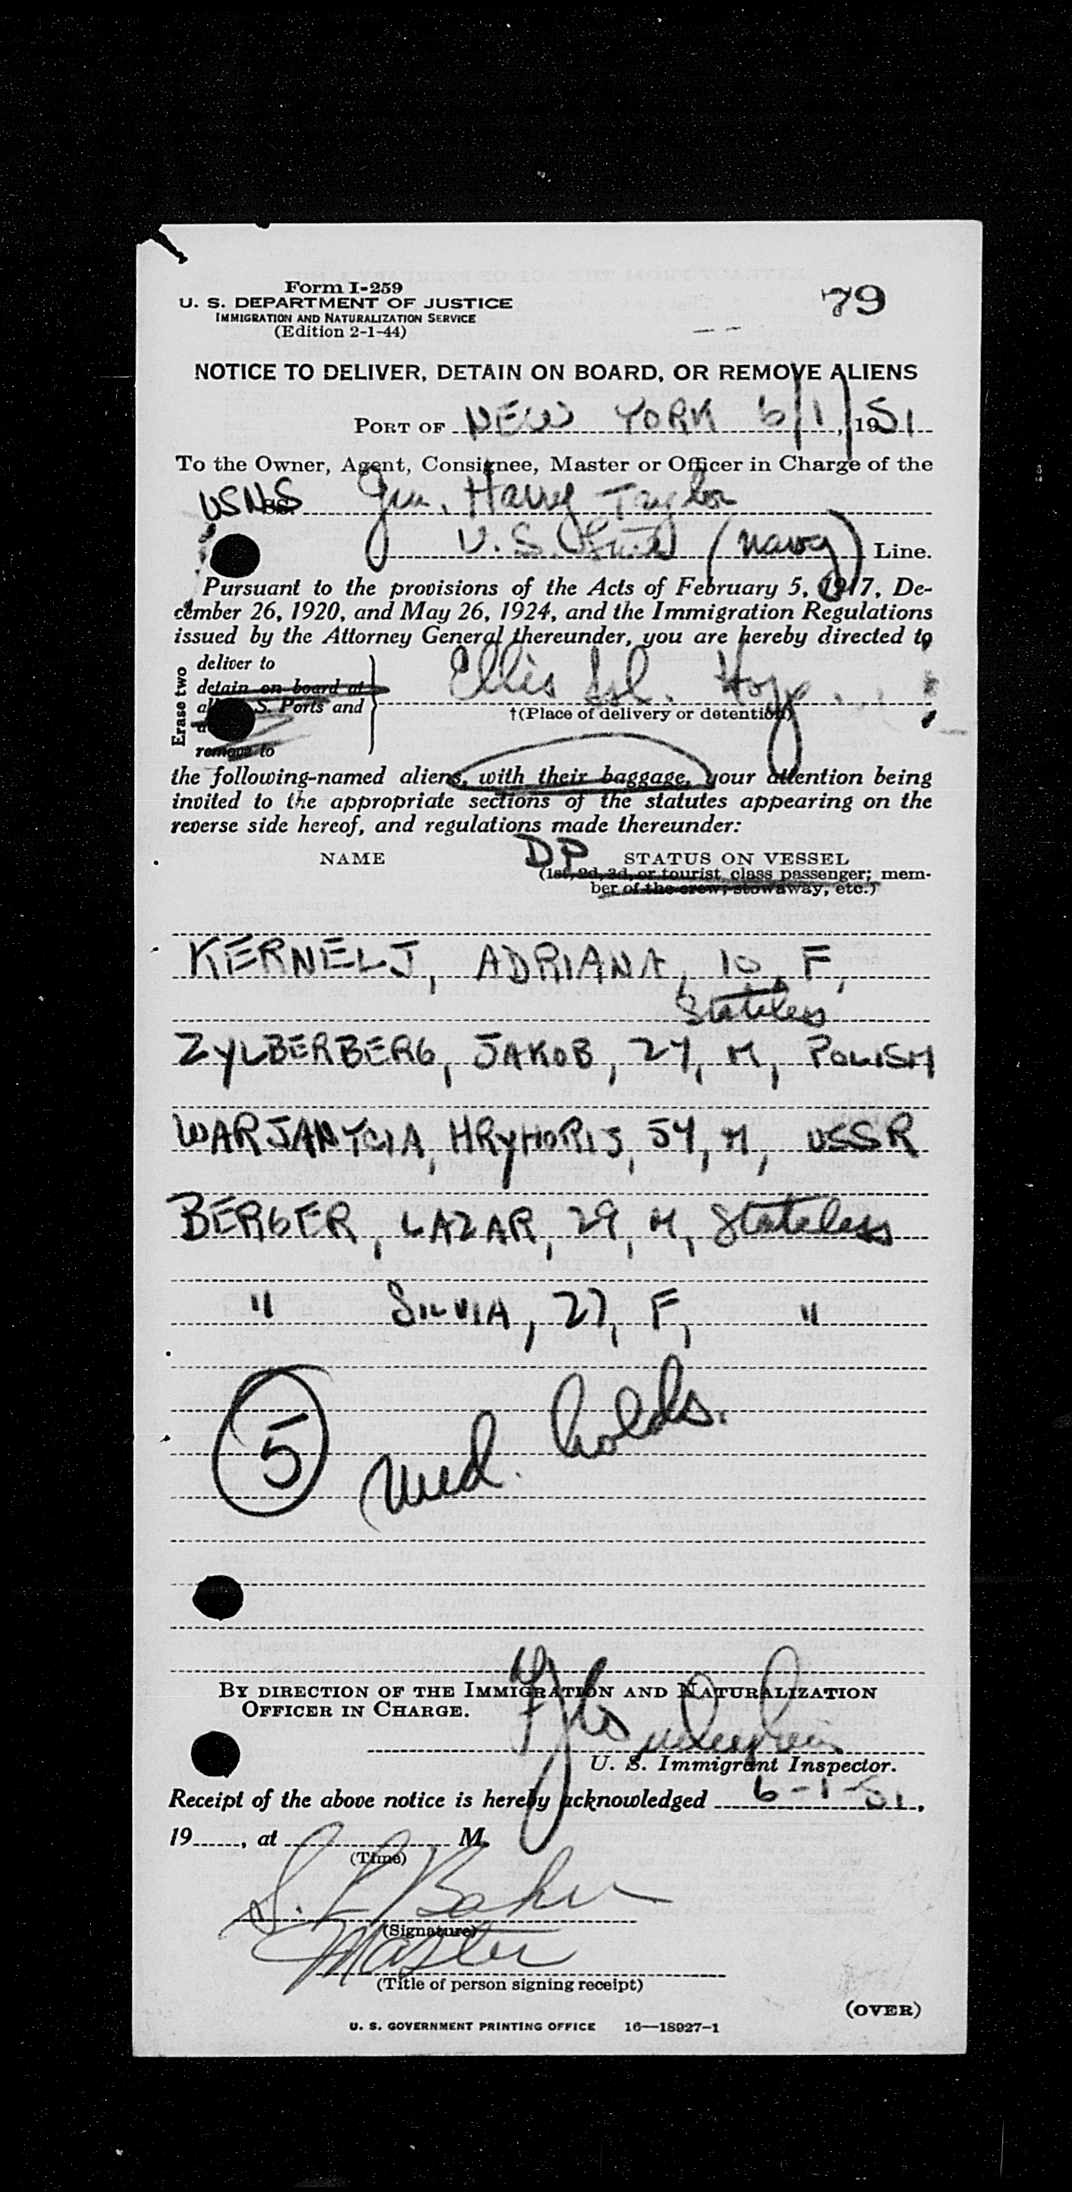 Form I-259
U. S. DEPARTMENT OF JUSTICE
IMMIGRATION AND NATURALIZATION SERVICE
(Edition 2-1-44)
79
NOTICE TO DELIVER, DETAIN ON BOARD, OR REMOVE ALIENS
PORT OF NEW YORK 6/1, 1951
To the Owner, Agent, Consignee, Master or Officer in Charge of the
USNS SS. Gen. Harry Taylor
U. S. (Navy) Line.
Pursuant to the provisions of the Acts of February 5, 1917, De-
cember 26, 1920, and May 26, 1924, and the Immigration Regulations
issued by the Attorney General thereunder, you are hereby directed to
Erase two
deliver to
detain on board at
S. Ports and
remove to
Ellis Isl.
†(Place of delivery or detention)
the following-named aliens, with their baggage, your attention being
invited to the appropriate sections of the statutes appearing on the
reverse side hereof, and regulations made thereunder:
NAME DP STATUS ON VESSEL
(1st, 2d, 3d, or tourist class passenger; mem-
ber of the crew; stowaway, etc.)
KERNELJ, ADRIANA, 10, F,
Stateless
ZYLBERBERG, JAKOB, 27, M, POLISH
WARJANYCIA, HRYHORIJ, 54, M, USSR
BERGER, LAZAR, 29, M, Stateless
" SILVIA, 27, F, "
5 Med. holds.
BY DIRECTION OF THE IMMIGRATION AND NATURALIZATION
OFFICER IN CHARGE.
U. S. Immigrant Inspector.
Receipt of the above notice is hereby acknowledged 6-1-51,
19......, at M.
(Time)
S. L. Baker
(Signature)
Master
(Title of person signing receipt)
(OVER)
U. S. GOVERNMENT PRINTING OFFICE 16—18927-1